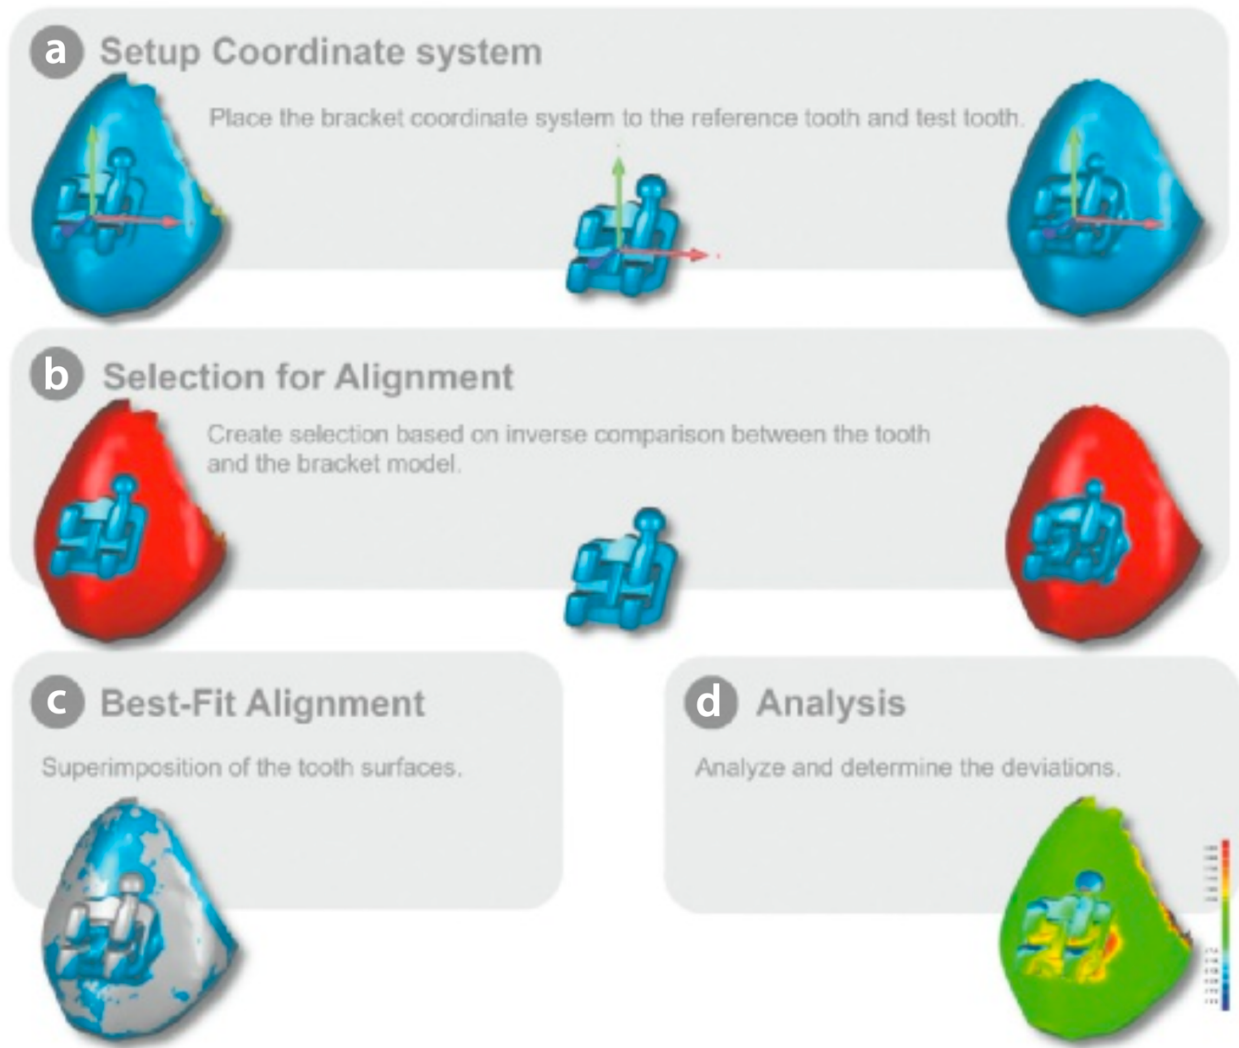 a Setup Coordinate system
Place the bracket coordinate system to the reference tooth and test tooth.
b Selection for Alignment
Create selection based on inverse comparison between the tooth
and the bracket model.
c Best-Fit Alignment
Superimposition of the tooth surfaces.
d Analysis
Analyze and determine the deviations.